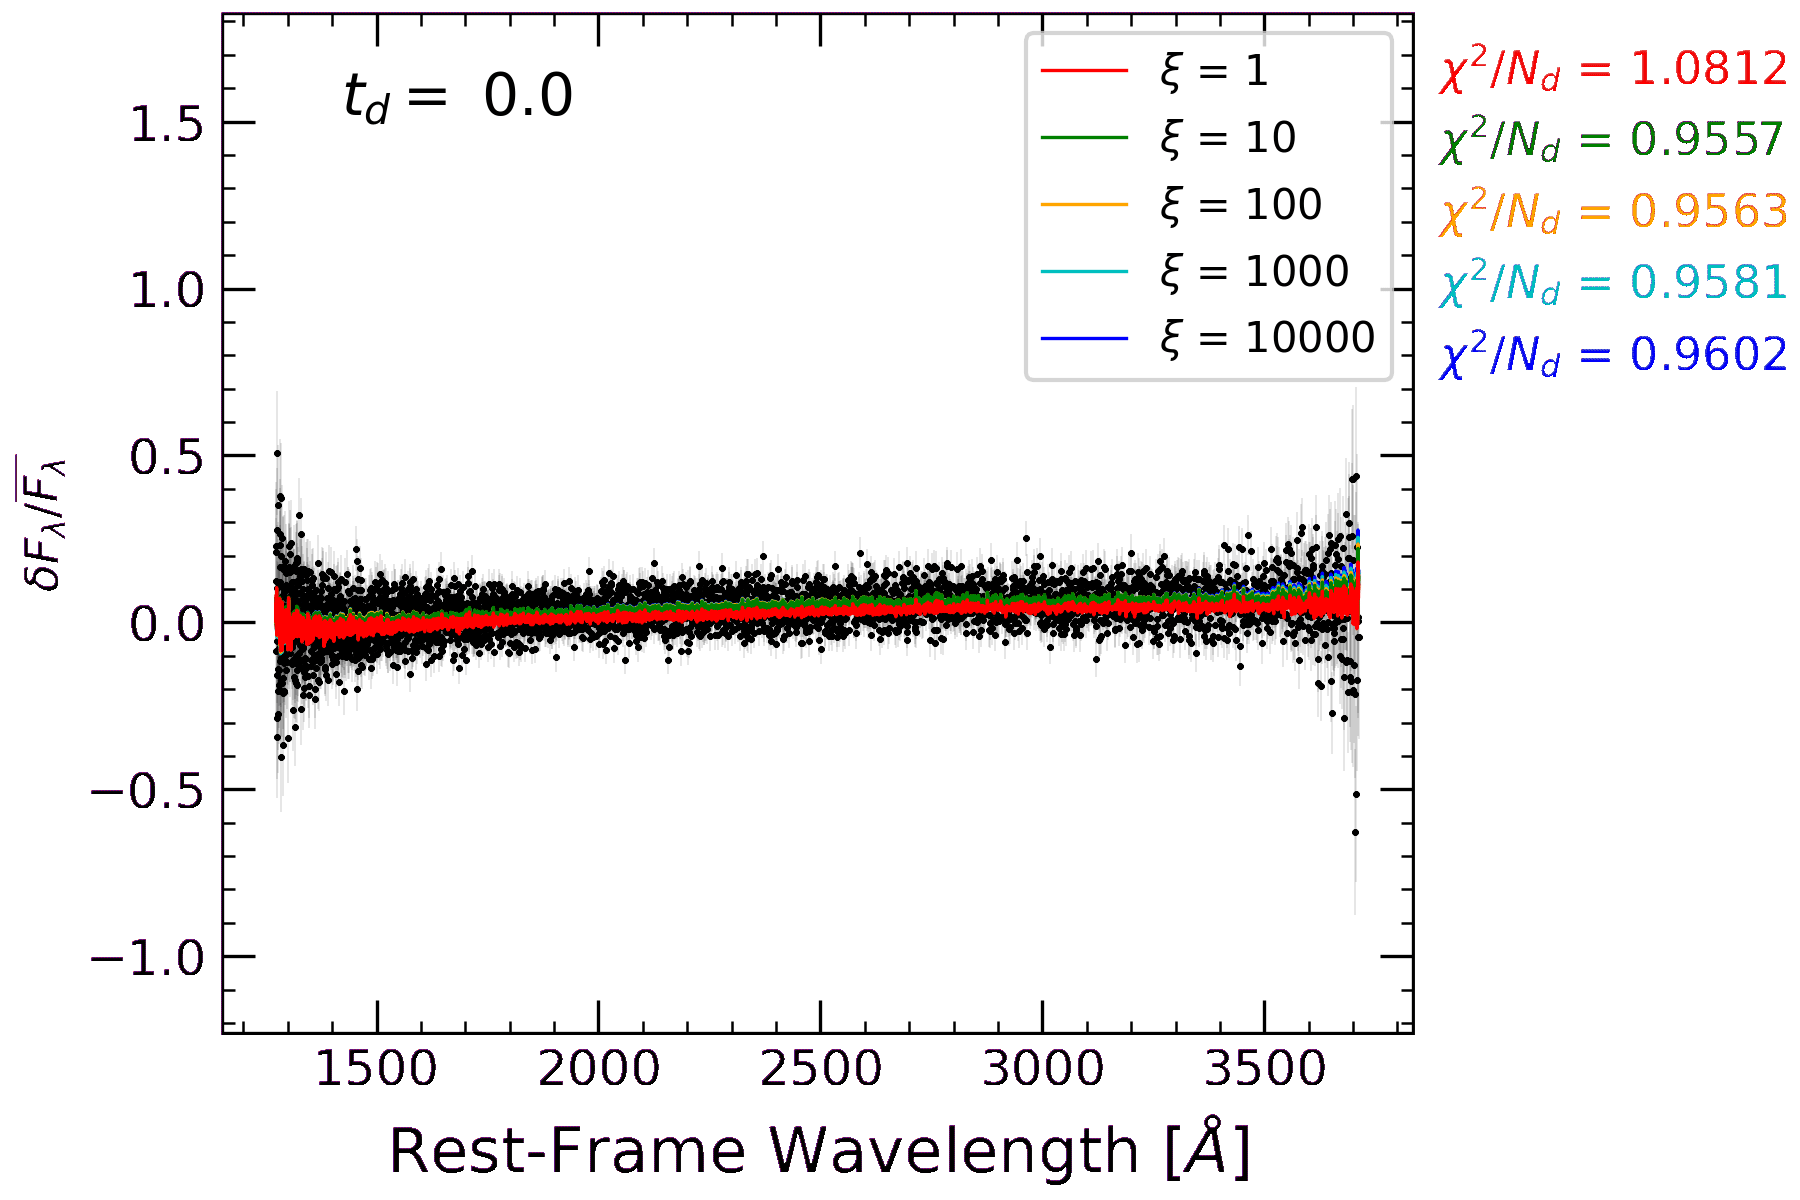 t_d = 0.0
ξ = 1
ξ = 10
ξ = 100
ξ = 1000
ξ = 10000
χ²/N_d = 1.0812
χ²/N_d = 0.9557
χ²/N_d = 0.9563
χ²/N_d = 0.9581
χ²/N_d = 0.9602
1.5
1.0
0.5
0.0
−0.5
−1.0
δF_λ/F̅_λ
1500 2000 2500 3000 3500
Rest-Frame Wavelength [Å]